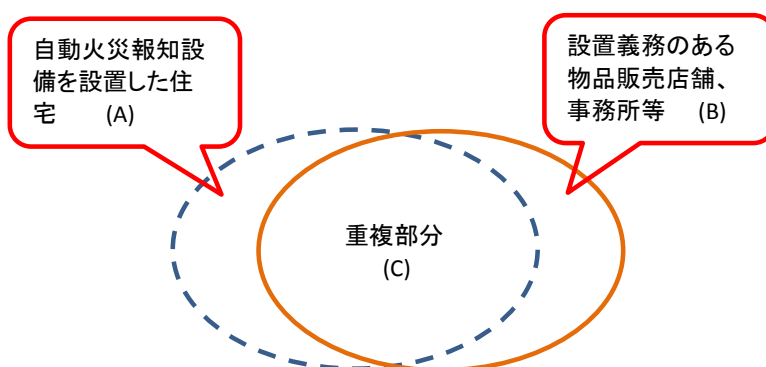 自動火災報知設
備を設置した住
宅 (A)
設置義務のある
物品販売店舗、
事務所等 (B)
重複部分
(C)